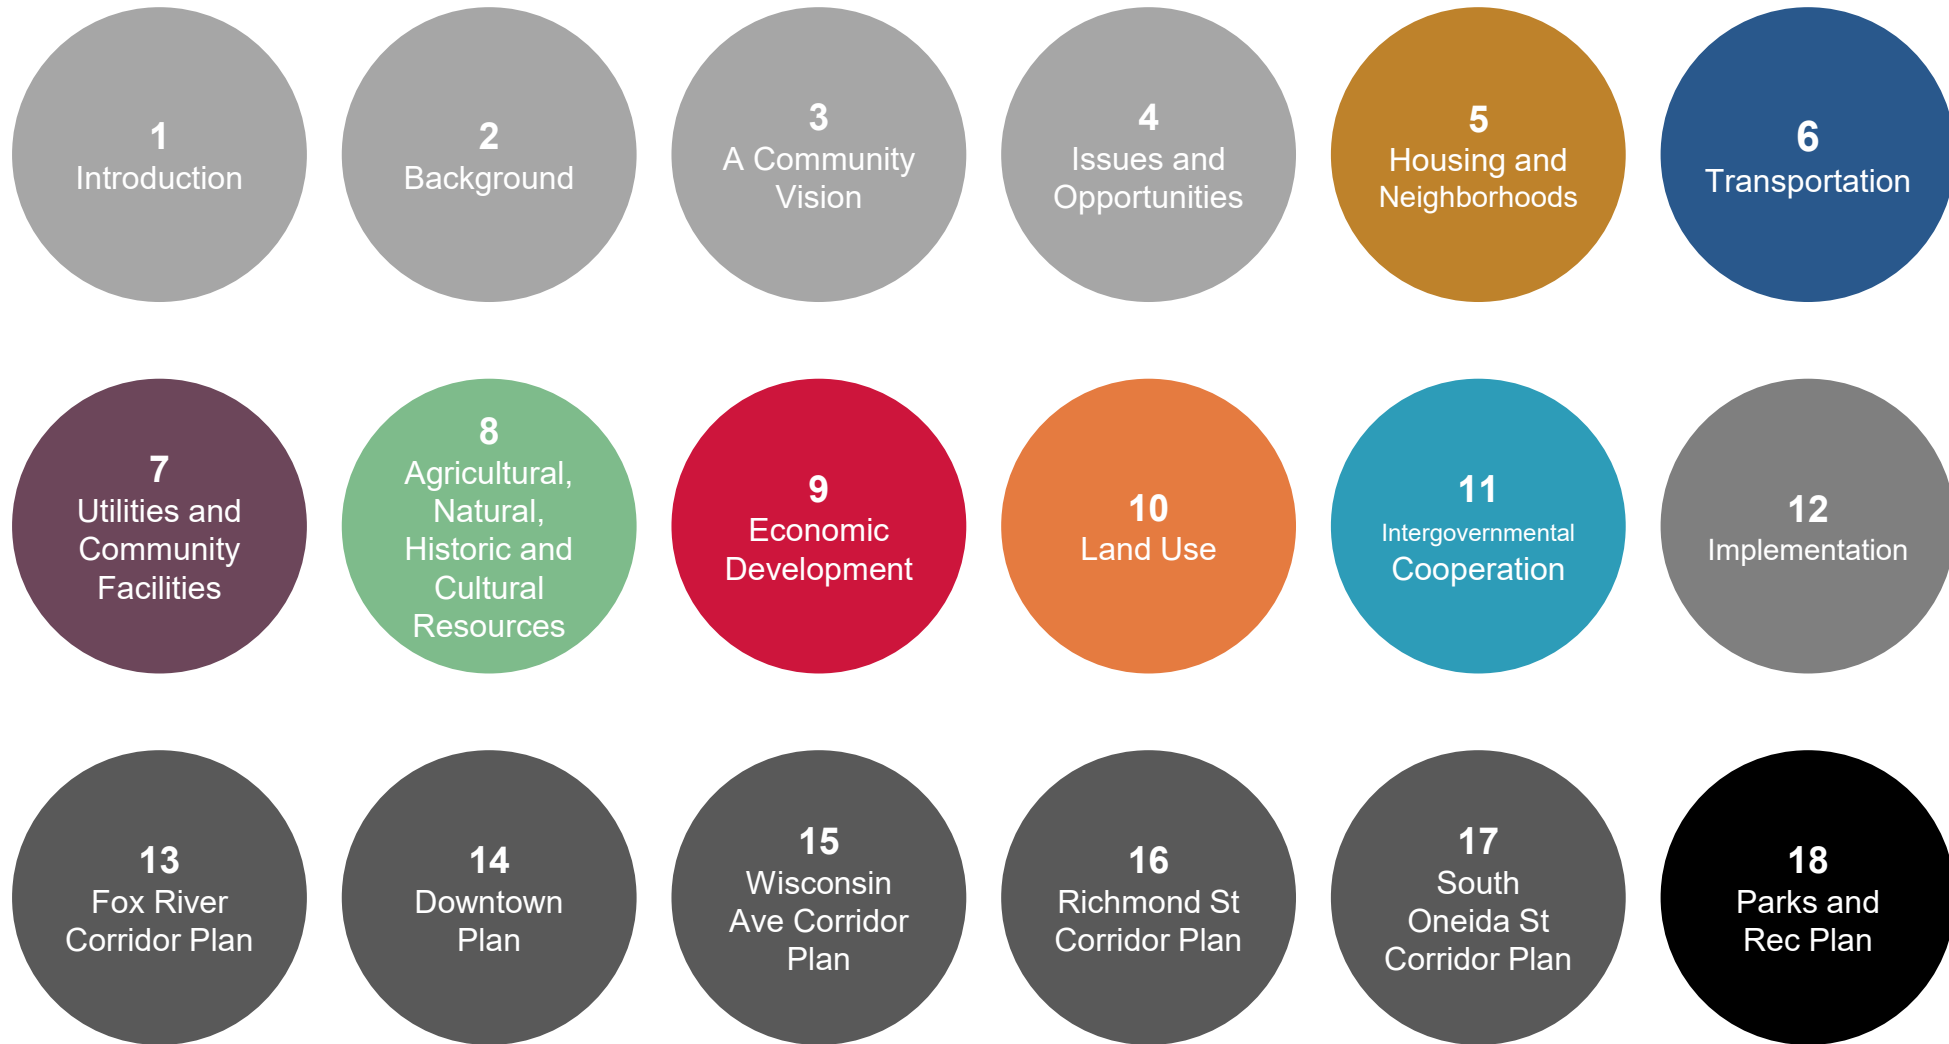 1
Introduction
2
Background
3
A Community
Vision
4
Issues and
Opportunities
5
Housing and
Neighborhoods
6
Transportation
7
Utilities and
Community
Facilities
8
Agricultural,
Natural,
Historic and
Cultural
Resources
9
Economic
Development
10
Land Use
11
Intergovernmental
Cooperation
12
Implementation
13
Fox River
Corridor Plan
14
Downtown
Plan
15
Wisconsin
Ave Corridor
Plan
16
Richmond St
Corridor Plan
17
South
Oneida St
Corridor Plan
18
Parks and
Rec Plan